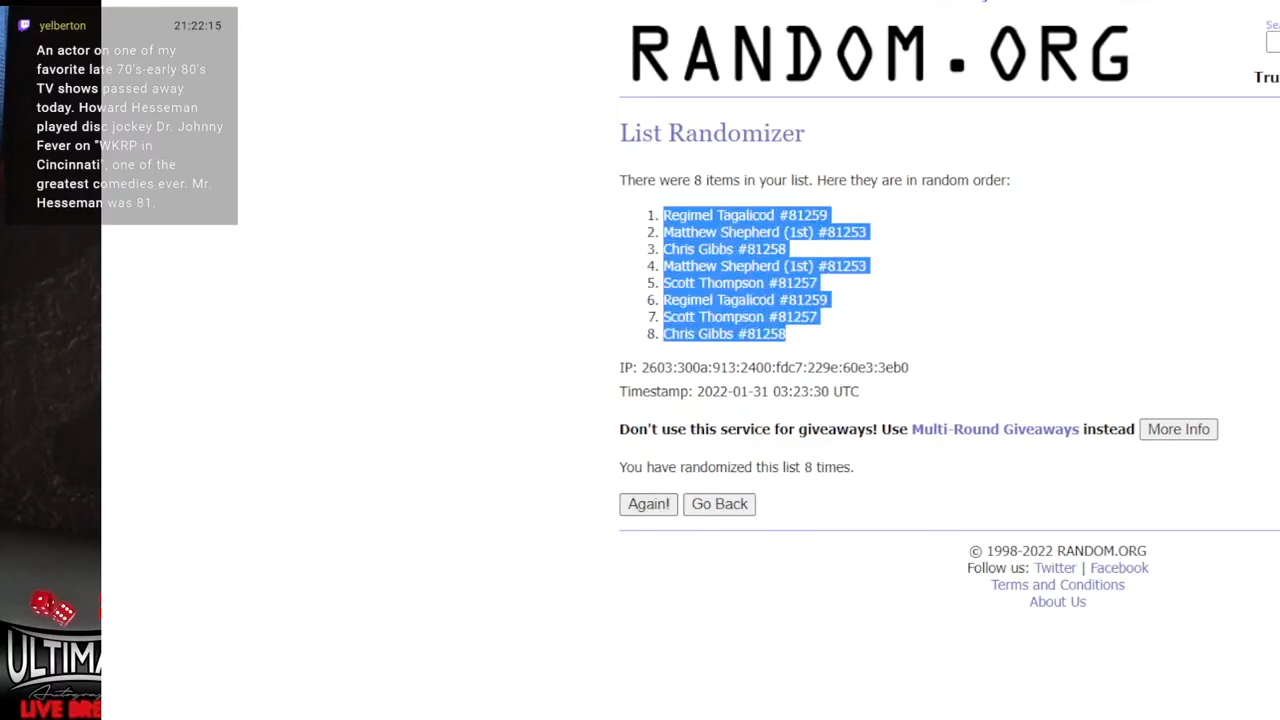 yelberton 21:22:15
An actor on one of my
favorite late 70's-early 80's
TV shows passed away
today. Howard Hesseman
played disc jockey Dr. Johnny
Fever on "WKRP in
Cincinnati", one of the
greatest comedies ever. Mr.
Hesseman was 81.
ULTIMA
LIVE BRE
RANDOM.ORG
Tru
List Randomizer
There were 8 items in your list. Here they are in random order:
1. Regimel Tagalicod #81259
2. Matthew Shepherd (1st) #81253
3. Chris Gibbs #81258
4. Matthew Shepherd (1st) #81253
5. Scott Thompson #81257
6. Regimel Tagalicod #81259
7. Scott Thompson #81257
8. Chris Gibbs #81258
IP: 2603:300a:913:2400:fdc7:229e:60e3:3eb0
Timestamp: 2022-01-31 03:23:30 UTC
Don't use this service for giveaways! Use Multi-Round Giveaways instead More Info
You have randomized this list 8 times.
Again! Go Back
© 1998-2022 RANDOM.ORG
Follow us: Twitter | Facebook
Terms and Conditions
About Us